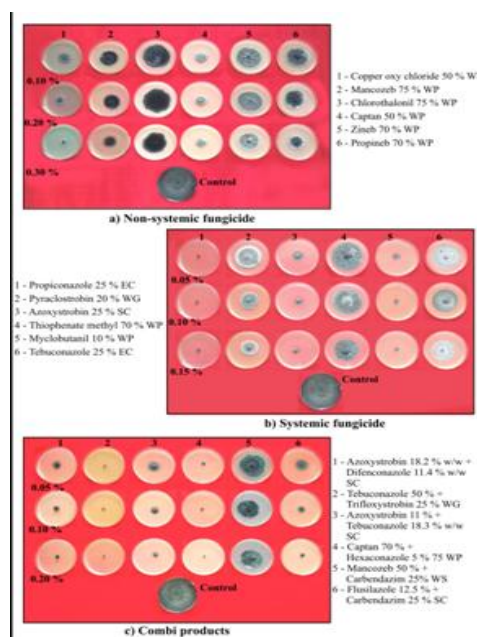 1 2 3 4 5 6
0.10 %
0.20 %
0.30 %
Control
1 - Copper oxy chloride 50 % W
2 - Mancozeb 75 % WP
3 - Chlorothalonil 75 % WP
4 - Captan 50 % WP
5 - Zineb 70 % WP
6 - Propineb 70 % WP
a) Non-systemic fungicide
1 - Propiconazole 25 % EC
2 - Pyraclostrobin 20 % WG
3 - Azoxystrobin 25 % SC
4 - Thiophenate methyl 70 % WP
5 - Myclobutanil 10 % WP
6 - Tebuconazole 25 % EC
1 2 3 4 5 6
0.05 %
0.10 %
0.15 %
Control
b) Systemic fungicide
1 2 3 4 5 6
0.05 %
0.10 %
0.20 %
Control
1 - Azoxystrobin 18.2 % w/w +
Difenconazole 11.4 % w/w
SC
2 - Tebuconazole 50 % +
Trifloxystrobin 25 % WG
3 - Azoxystrobin 11 % +
Tebuconazole 18.3 % w/w
SC
4 - Captan 70 % +
Hexaconazole 5 % 75 WP
5 - Mancozeb 50 % +
Carbendazim 25% WS
6 - Flusilazole 12.5 % +
Carbendazim 25 % SC
c) Combi products